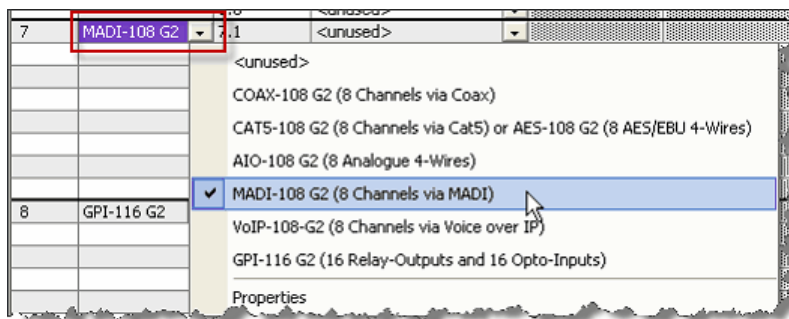 7 MADI-108 G2 7.1 <unused>
<unused>
COAX-108 G2 (8 Channels via Coax)
CAT5-108 G2 (8 Channels via Cat5) or AES-108 G2 (8 AES/EBU 4-Wires)
AIO-108 G2 (8 Analogue 4-Wires)
MADI-108 G2 (8 Channels via MADI)
8 GPI-116 G2
VoIP-108-G2 (8 Channels via Voice over IP)
GPI-116 G2 (16 Relay-Outputs and 16 Opto-Inputs)
Properties